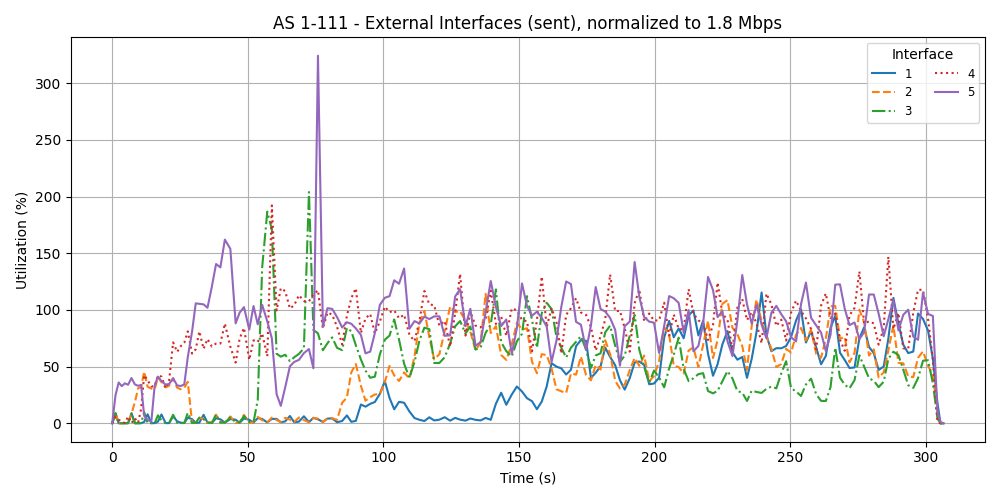 AS 1-111 - External Interfaces (sent), normalized to 1.8 Mbps
Interface
1
2
3
4
5
Utilization (%)
300
250
200
150
100
50
0
0 50 100 150 200 250 300
Time (s)